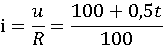 i = u/R = (100 + 0,5t)/100